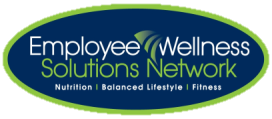 Employee Wellness
Solutions Network
Nutrition | Balanced Lifestyle | Fitness